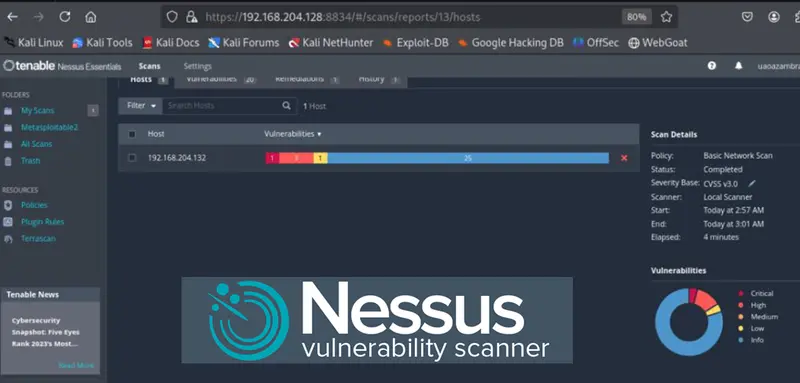 https://192.168.204.128:8834/#/scans/reports/13/hosts
80%
Kali Linux Kali Tools Kali Docs Kali Forums Kali NetHunter Exploit-DB Google Hacking DB OffSec WebGoat
tenable Nessus Essentials Scans Settings
uaoazambra
Hosts 1 Vulnerabilities 20 Remediations 1 History 1
FOLDERS
My Scans
Metasploitable2
All Scans
Trash
RESOURCES
Policies
Plugin Rules
Terrascan
Filter Search Hosts 1 Host
Host Vulnerabilities
192.168.204.132 1 1 25
Scan Details
Policy: Basic Network Scan
Status: Completed
Severity Base: CVSS v3.0
Scanner: Local Scanner
Start: Today at 2:57 AM
End: Today at 3:01 AM
Elapsed: 4 minutes
Vulnerabilities
Critical
High
Medium
Low
Info
Tenable News
Cybersecurity
Snapshot: Five Eyes
Rank 2023's Most...
Read More
Nessus
vulnerability scanner